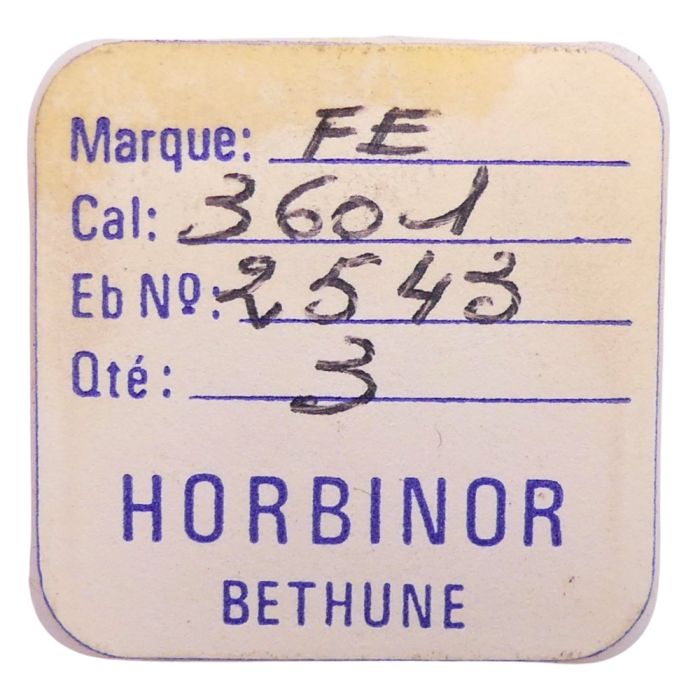 Marque: FE
Cal: 3601
Eb Nº: 2543
Qté: 3
HORBINOR
BETHUNE